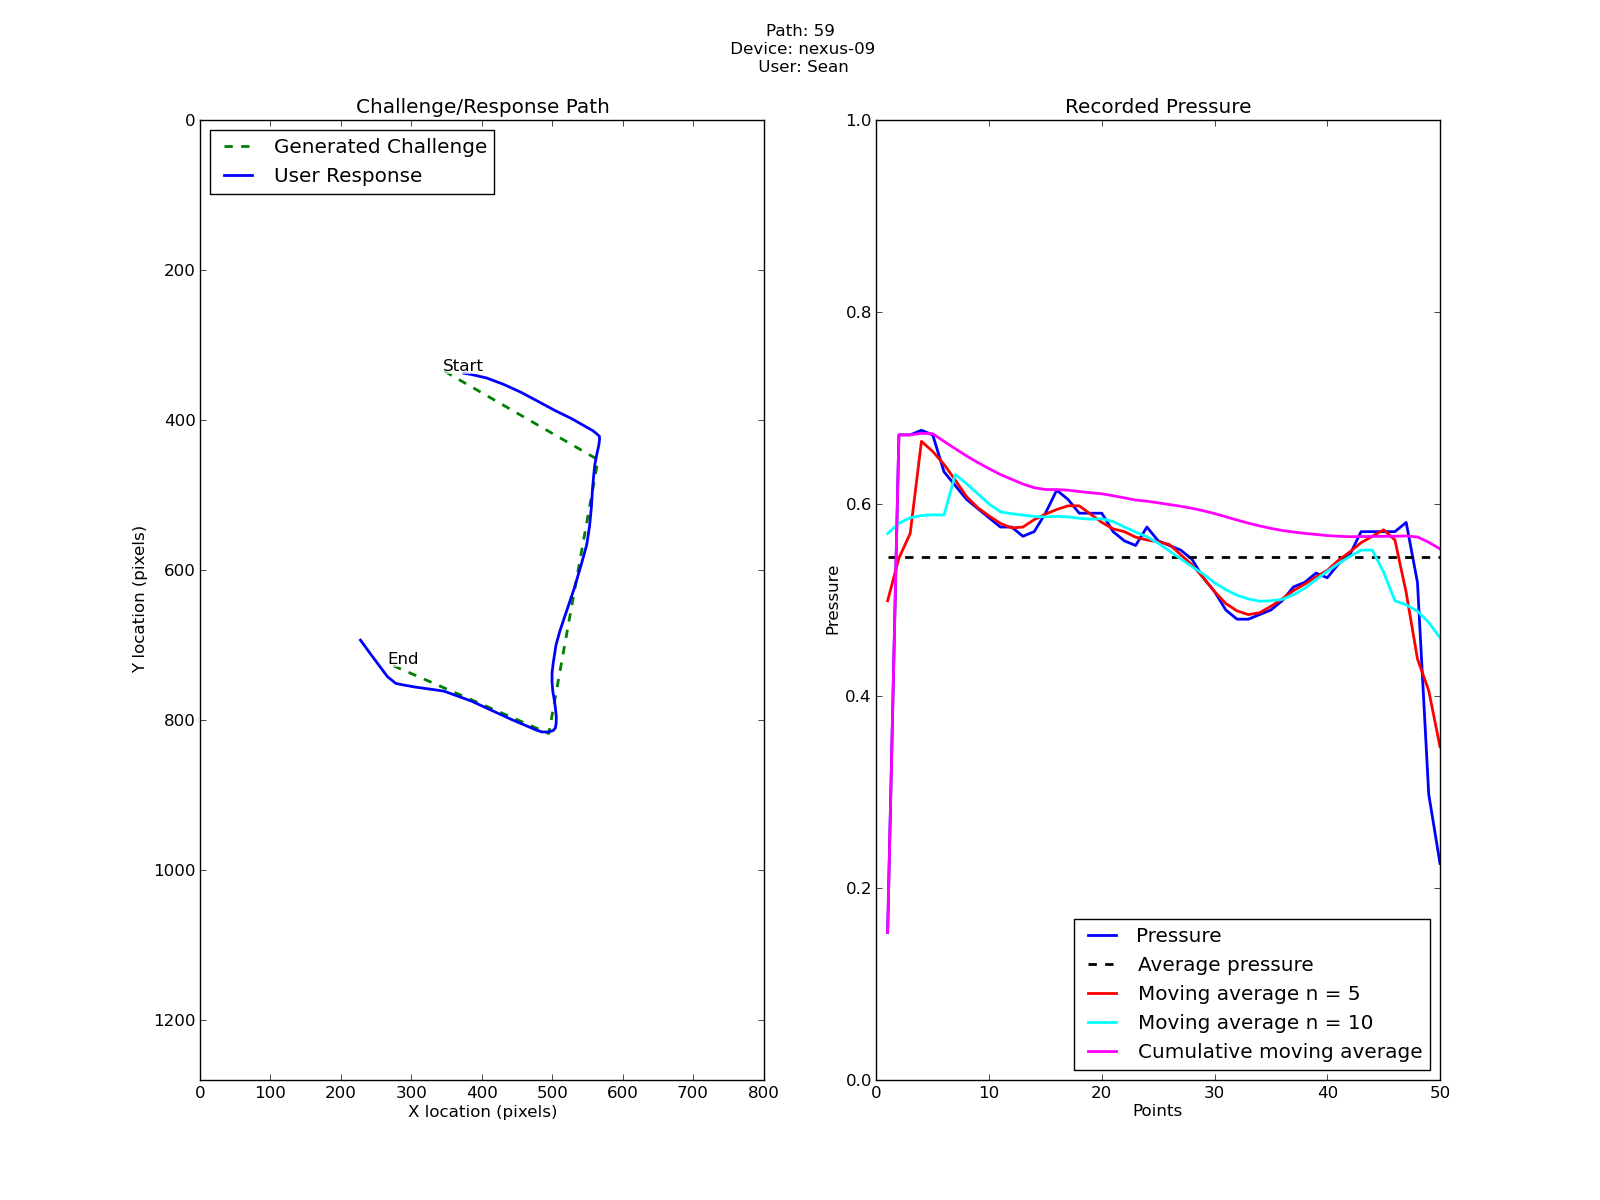 Path: 59
Device: nexus-09
User: Sean
Challenge/Response Path
Generated Challenge
User Response
0
200
400
600
800
1000
1200
Y location (pixels)
Start
End
0 100 200 300 400 500 600 700 800
X location (pixels)
Recorded Pressure
1.0
0.8
0.6
0.4
0.2
0.0
Pressure
Pressure
Average pressure
Moving average n = 5
Moving average n = 10
Cumulative moving average
0 10 20 30 40 50
Points